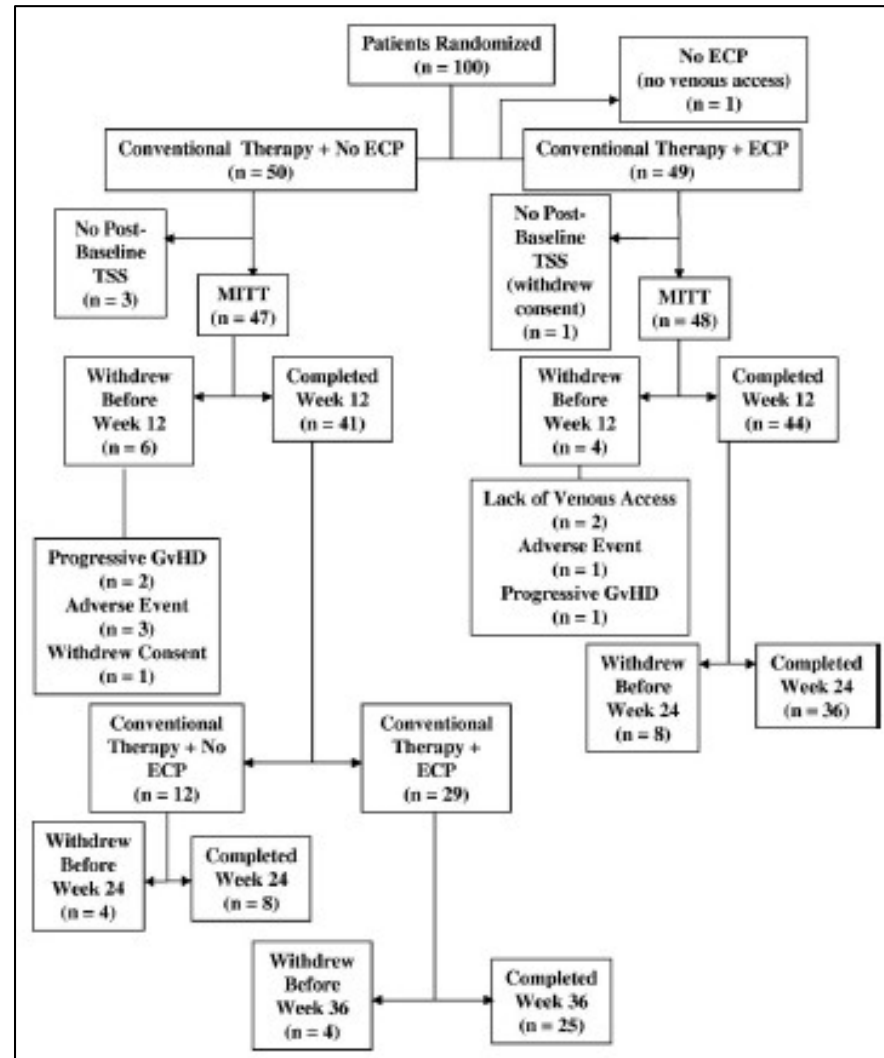 Patients Randomized
(n = 100)
No ECP
(no venous access)
(n = 1)
Conventional Therapy + No ECP
(n = 50)
Conventional Therapy + ECP
(n = 49)
No Post-
Baseline
TSS
(n = 3)
MITT
(n = 47)
No Post-
Baseline
TSS
(withdrew
consent)
(n = 1)
MITT
(n = 48)
Withdrew
Before
Week 12
(n = 6)
Completed
Week 12
(n = 41)
Withdrew
Before
Week 12
(n = 4)
Completed
Week 12
(n = 44)
Progressive GvHD
(n = 2)
Adverse Event
(n = 3)
Withdrew Consent
(n = 1)
Lack of Venous Access
(n = 2)
Adverse Event
(n = 1)
Progressive GvHD
(n = 1)
Withdrew
Before
Week 24
(n = 8)
Completed
Week 24
(n = 36)
Conventional
Therapy + No
ECP
(n = 12)
Conventional
Therapy +
ECP
(n = 29)
Withdrew
Before
Week 24
(n = 4)
Completed
Week 24
(n = 8)
Withdrew
Before
Week 36
(n = 4)
Completed
Week 36
(n = 25)